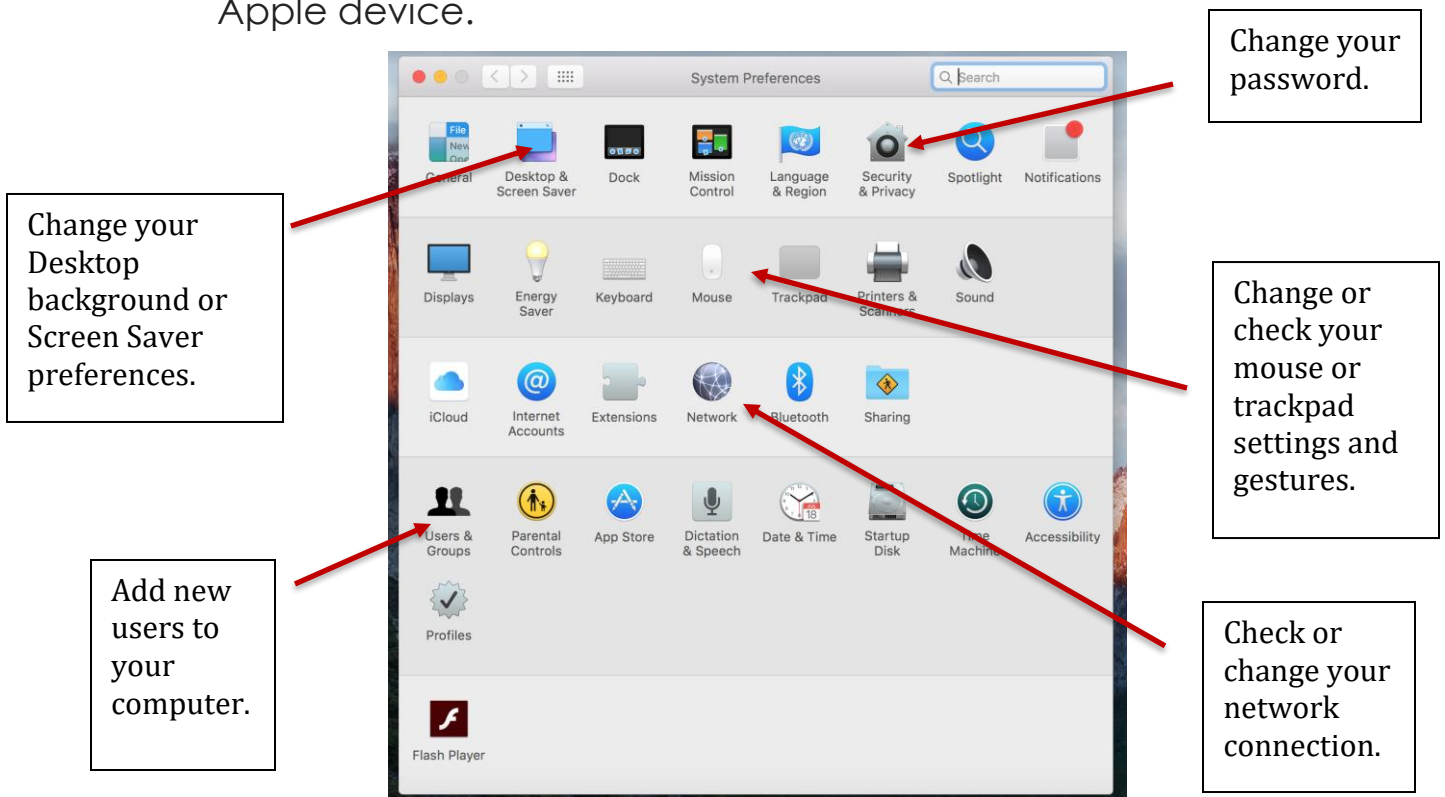 Apple device.
Change your
password.
System Preferences
Search
File
New
General
Desktop &
Screen Saver
Dock
Mission
Control
Language
& Region
Security
& Privacy
Spotlight
Notifications
Change your
Desktop
background or
Screen Saver
preferences.
Displays
Energy
Saver
Keyboard
Mouse
Trackpad
Printers &
Scanners
Sound
Change or
check your
mouse or
trackpad
settings and
gestures.
iCloud
Internet
Accounts
Extensions
Network
Bluetooth
Sharing
Users &
Groups
Parental
Controls
App Store
Dictation
& Speech
Date & Time
Startup
Disk
Time
Machine
Accessibility
18
Add new
users to
your
computer.
Profiles
Check or
change your
network
connection.
Flash Player